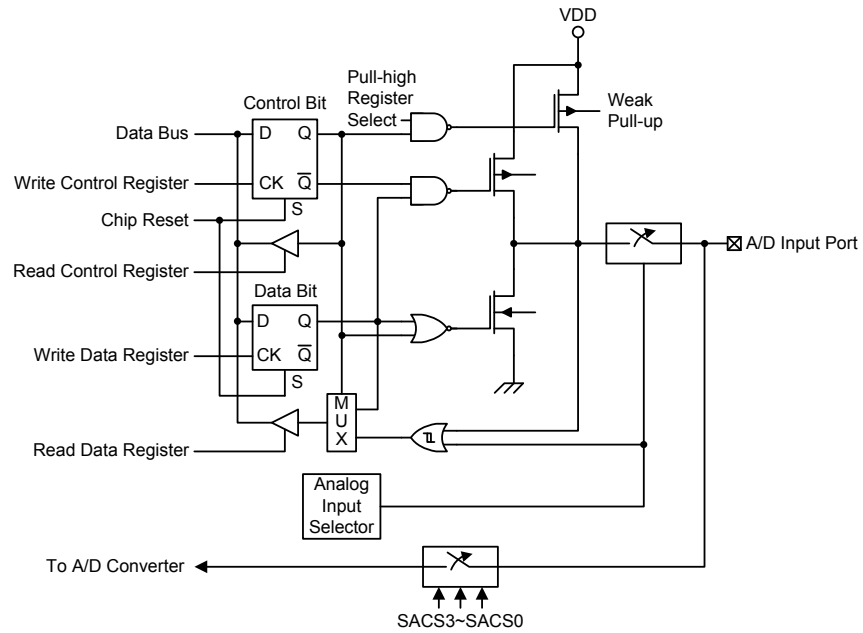 VDD
Pull-high
Register
Select
Weak
Pull-up
Control Bit
Data Bus
D
Q
Write Control Register
CK
Q̅
Chip Reset
S
Read Control Register
Data Bit
D
Q
Write Data Register
CK
Q̅
S
M
U
X
Read Data Register
A/D Input Port
Analog
Input
Selector
To A/D Converter
SACS3~SACS0